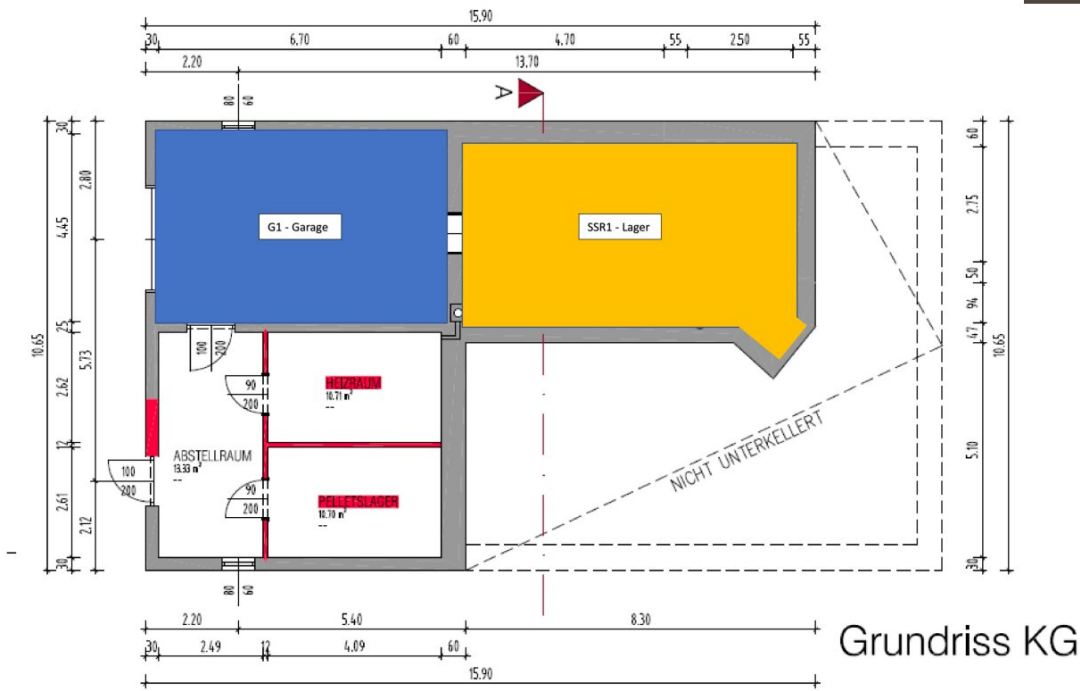 15.90
30 6.70 60 4.70 55 2.50 55
2.20 13.70
A
80 60
30 2.80 4.45 25 5.73 2.62 12 2.61 2.12 30
10.65
60 2.75 50 94 47 5.10 30
10.65
G1 - Garage
SSR1 - Lager
100 200
90
200
HEIZRAUM
10.71 m²
--
ABSTELLRAUM
13.33 m²
--
100
200
90
200
PELLETSLAGER
10.70 m²
--
NICHT UNTERKELLERT
80 60
2.20 5.40 8.30
30 2.49 12 4.09 60
15.90
Grundriss KG